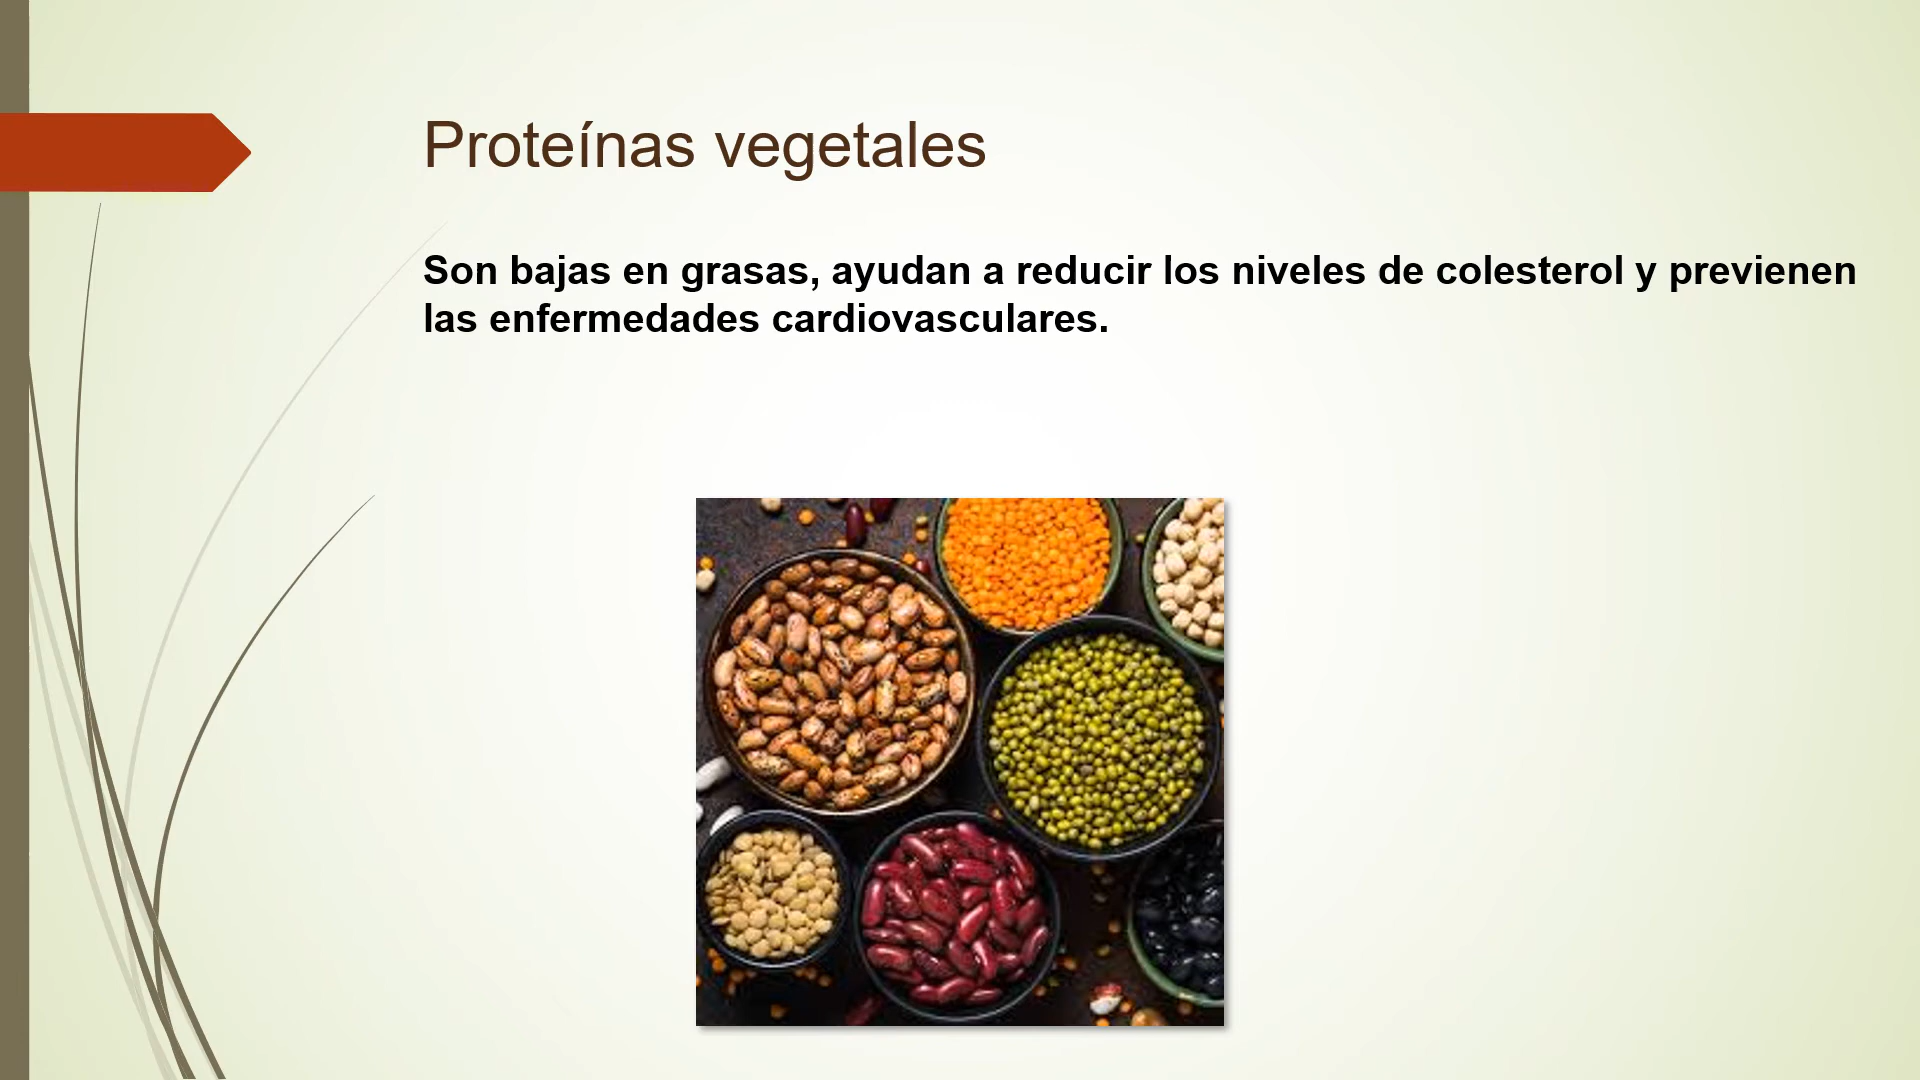 Proteínas vegetales
Son bajas en grasas, ayudan a reducir los niveles de colesterol y previenen
las enfermedades cardiovasculares.